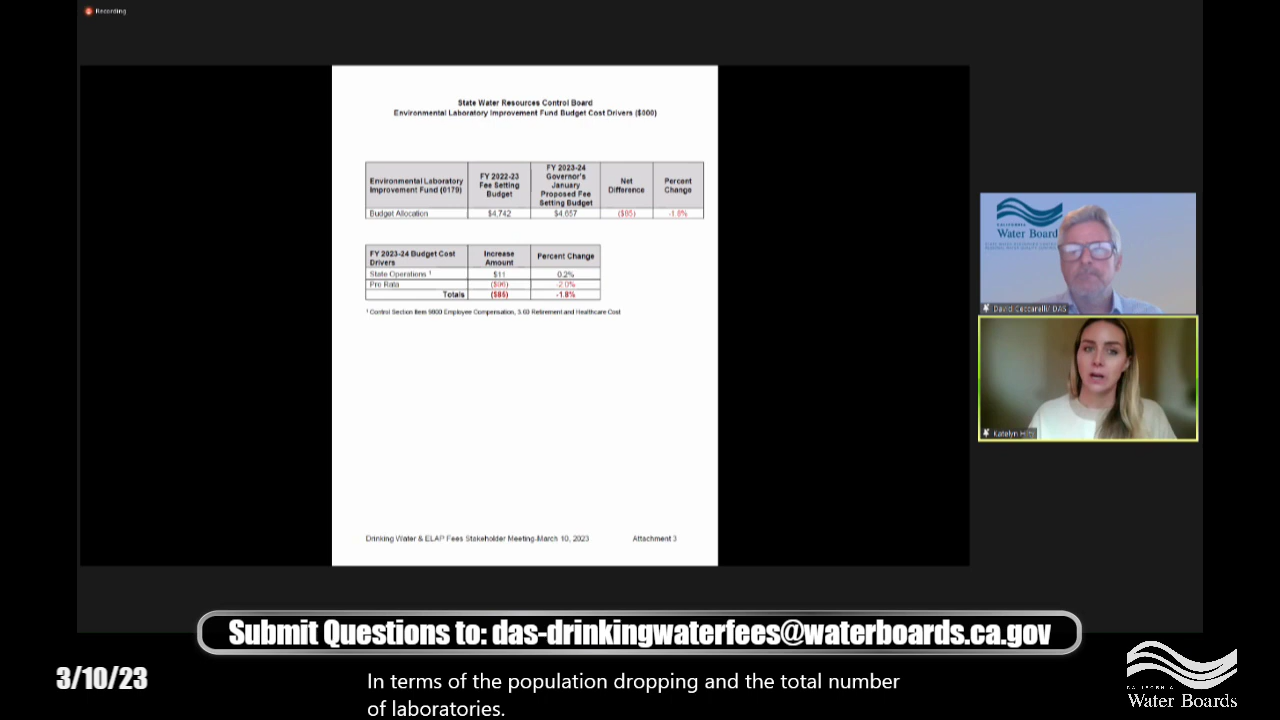 Recording
State Water Resources Control Board
Environmental Laboratory Improvement Fund Budget Cost Drivers ($000)
Environmental Laboratory Improvement Fund (0179)
FY 2022-23 Fee Setting Budget
FY 2023-24 Governor's January Proposed Fee Setting Budget
Net Difference
Percent Change
Budget Allocation $4,742 $4,657 ($85) -1.8%
FY 2023-24 Budget Cost Drivers
Increase Amount
Percent Change
State Operations ¹ $11 0.2%
Pro Rata ($96) -2.0%
Totals ($85) -1.8%
¹ Control Section Item 9800 Employee Compensation, 3.60 Retirement and Healthcare Cost
Drinking Water & ELAP Fees Stakeholder Meeting-March 10, 2023 Attachment 3
CALIFORNIA
Water Board
David Ceccarelli/ DAS
Katelyn
Submit Questions to: das-drinkingwaterfees@waterboards.ca.gov
3/10/23
In terms of the population dropping and the total number
of laboratories.
CALIFORNIA
Water Boards